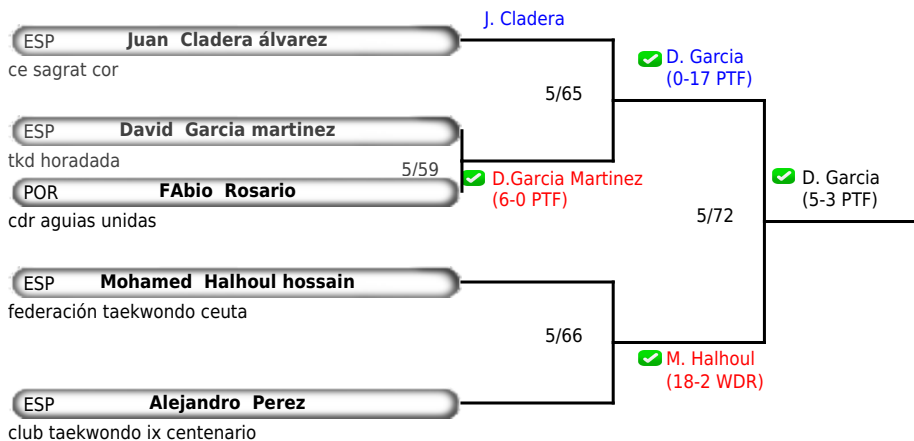 J. Cladera
ESP Juan Cladera álvarez
ce sagrat cor
D. Garcia
(0-17 PTF)
5/65
ESP David Garcia martinez
tkd horadada
5/59
D.Garcia Martinez
(6-0 PTF)
POR FAbio Rosario
cdr aguias unidas
D. Garcia
(5-3 PTF)
5/72
ESP Mohamed Halhoul hossain
federación taekwondo ceuta
5/66
M. Halhoul
(18-2 WDR)
ESP Alejandro Perez
club taekwondo ix centenario